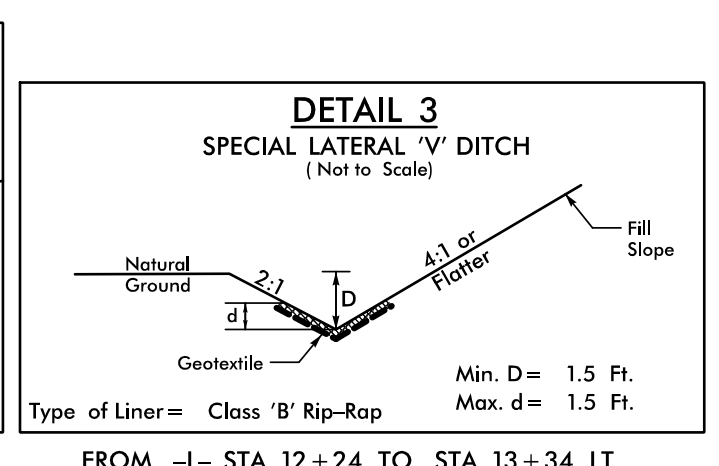 DETAIL 3
SPECIAL LATERAL 'V' DITCH
( Not to Scale)
Natural
Ground
2:1
D
d
4:1 or
Flatter
Fill
Slope
Geotextile
Min. D = 1.5 Ft.
Max. d = 1.5 Ft.
Type of Liner = Class 'B' Rip-Rap
FROM -L- STA 12+24 TO STA 13+34 LT